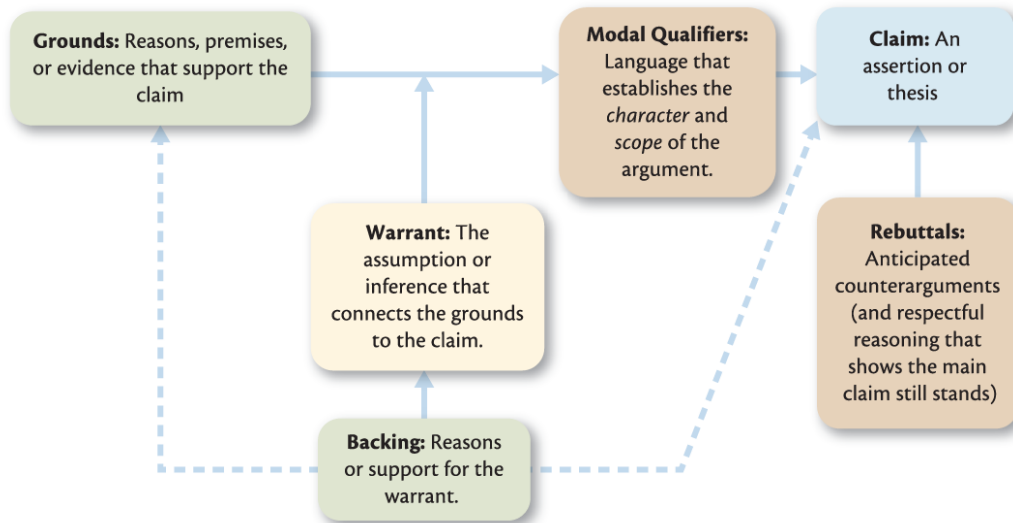 Grounds: Reasons, premises,
or evidence that support the
claim
Modal Qualifiers:
Language that
establishes the
character and
scope of the
argument.
Claim: An
assertion or
thesis
Warrant: The
assumption or
inference that
connects the grounds
to the claim.
Rebuttals:
Anticipated
counterarguments
(and respectful
reasoning that
shows the main
claim still stands)
Backing: Reasons
or support for the
warrant.